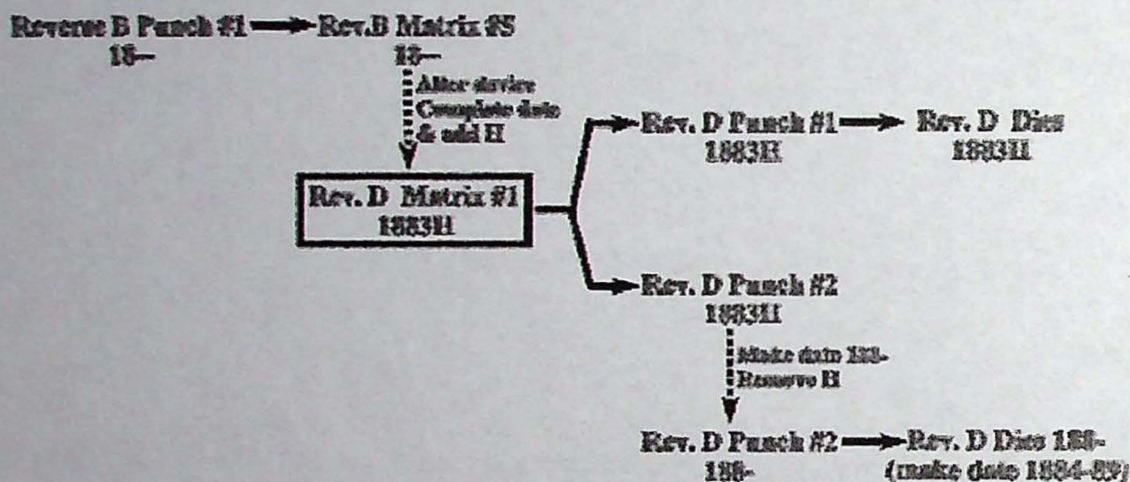 Reverse B Punch #1 Rev.B Matrix #5
18– 18–
Alter device
Complete date
& add H
Rev. D Punch #1 Rev. D Dies
1883H 1883H
Rev. D Matrix #1
1883H
Rev. D Punch #2
1883H
Make date 188-
Remove H
Rev. D Punch #2 Rev. D Dies 188-
188- (make date 1884-89)